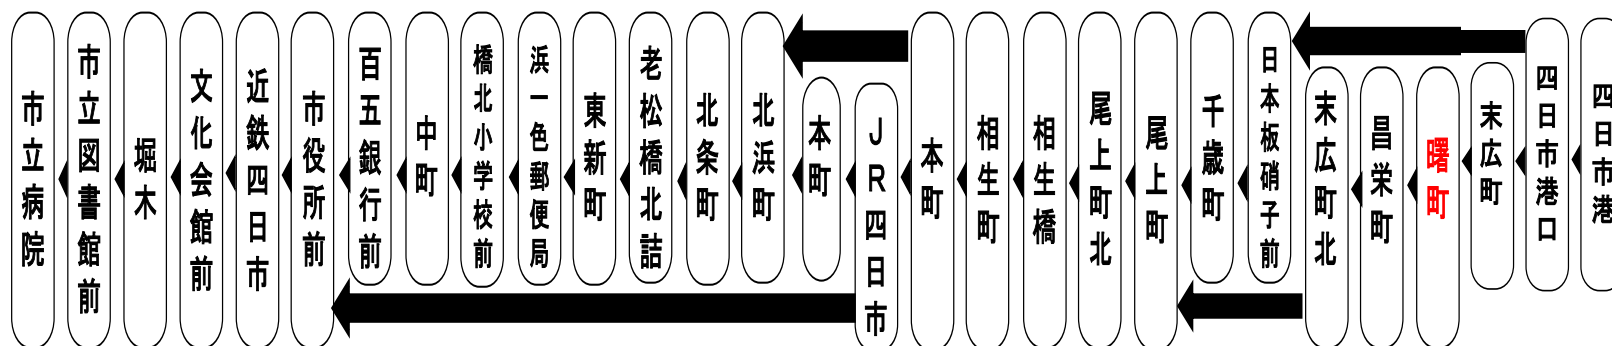 市立病院
市立図書館前
堀木
文化会館前
近鉄四日市
市役所前
百五銀行前
中町
橋北小学校前
浜一色郵便局
東新町
老松橋北詰
北条町
北浜町
本町
JR四日市
本町
相生町
相生橋
尾上町北
尾上町
千歳町
日本板硝子前
末広町北
昌栄町
曙町
末広町
四日市港口
四日市港